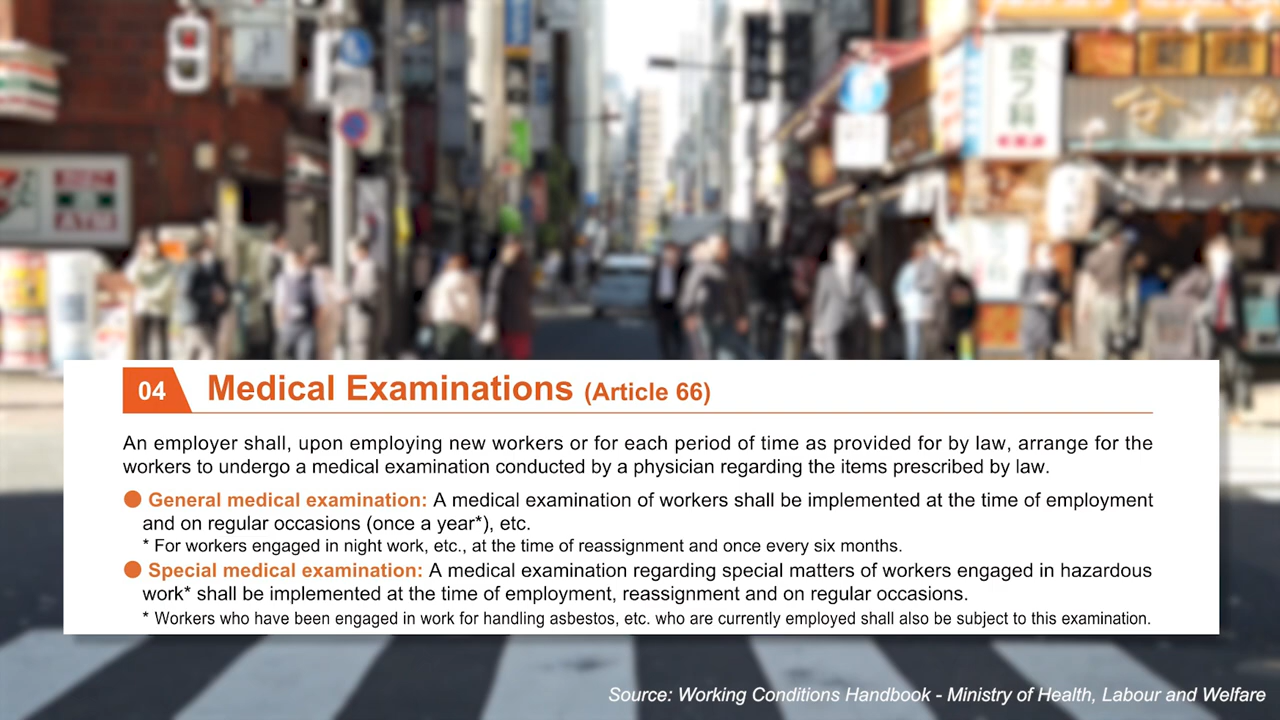 7
ATM
皮フ科
04 Medical Examinations (Article 66)
An employer shall, upon employing new workers or for each period of time as provided for by law, arrange for the
workers to undergo a medical examination conducted by a physician regarding the items prescribed by law.
● General medical examination: A medical examination of workers shall be implemented at the time of employment
and on regular occasions (once a year*), etc.
* For workers engaged in night work, etc., at the time of reassignment and once every six months.
● Special medical examination: A medical examination regarding special matters of workers engaged in hazardous
work* shall be implemented at the time of employment, reassignment and on regular occasions.
* Workers who have been engaged in work for handling asbestos, etc. who are currently employed shall also be subject to this examination.
Source: Working Conditions Handbook - Ministry of Health, Labour and Welfare